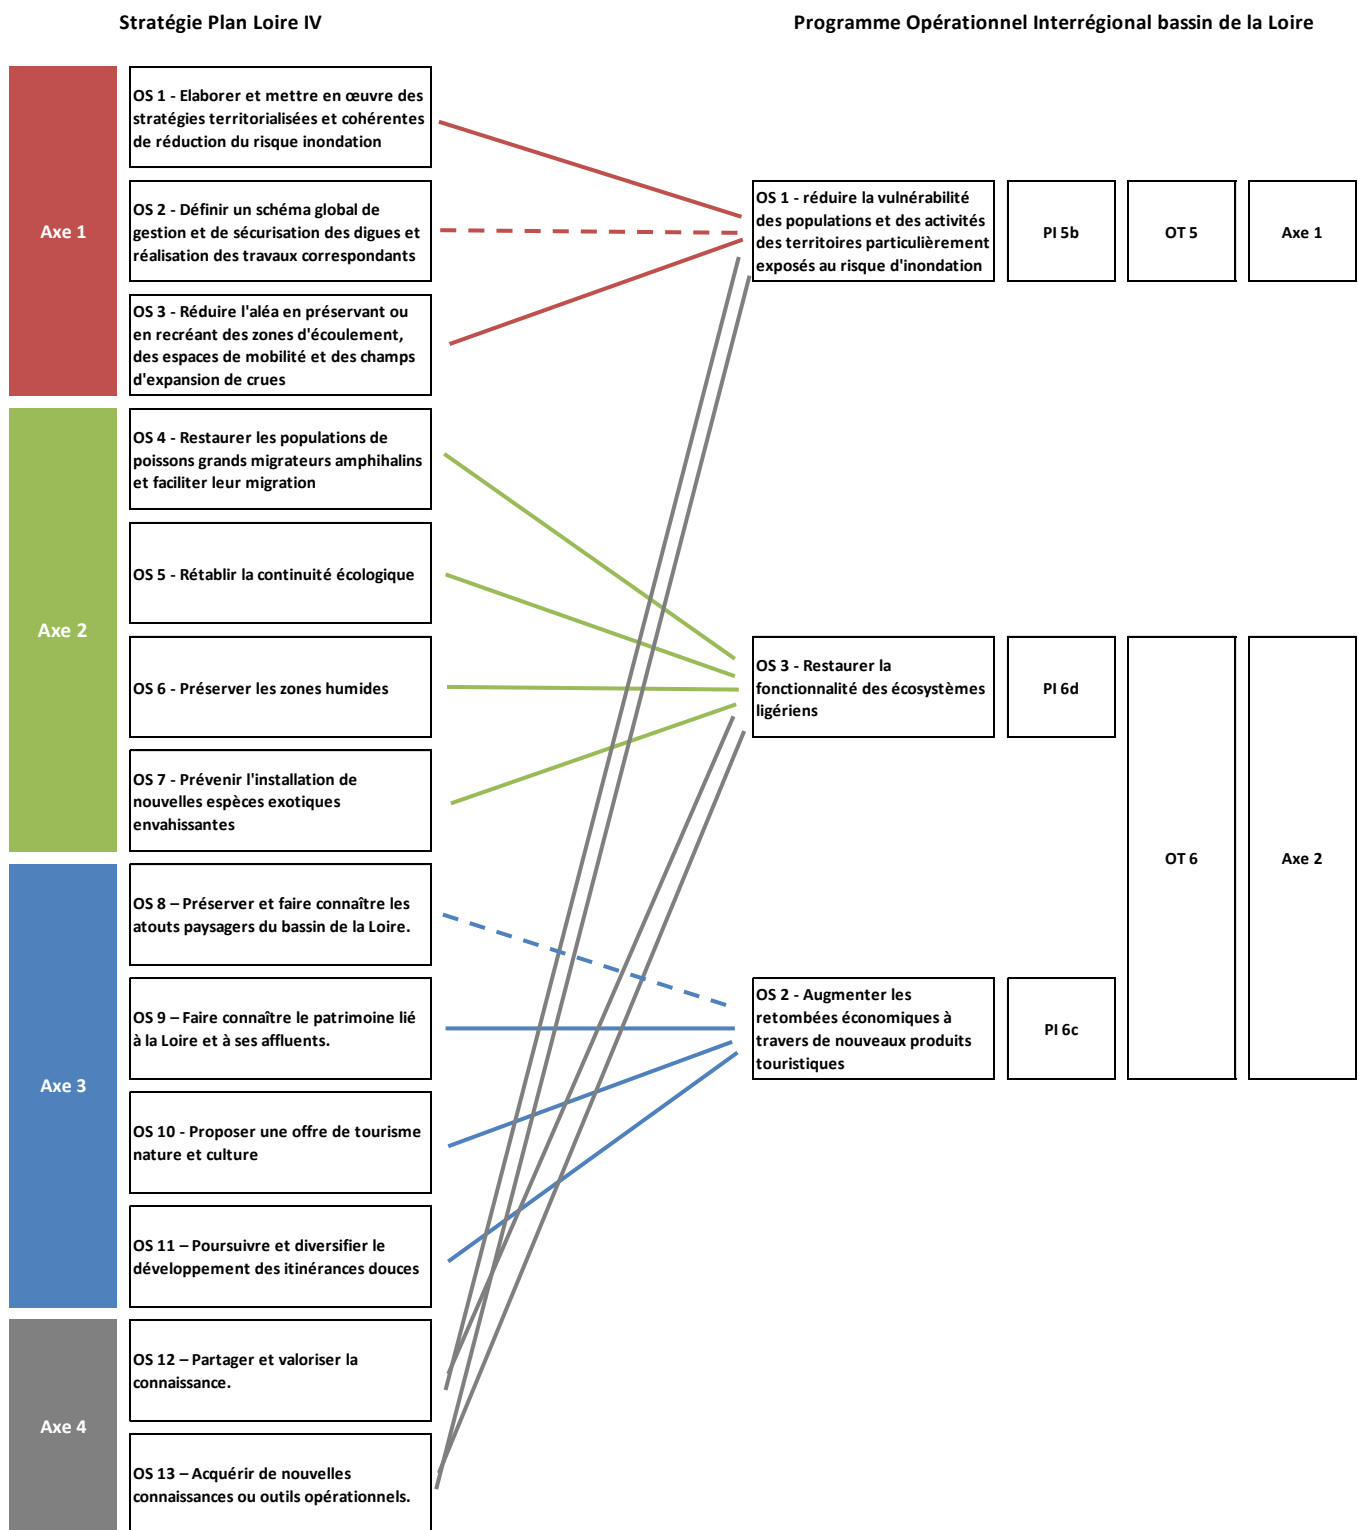 Stratégie Plan Loire IV
Programme Opérationnel Interrégional bassin de la Loire
Axe 1
OS 1 - Elaborer et mettre en œuvre des
stratégies territorialisées et cohérentes
de réduction du risque inondation
OS 2 - Définir un schéma global de
gestion et de sécurisation des digues et
réalisation des travaux correspondants
OS 3 - Réduire l'aléa en préservant ou
en recréant des zones d'écoulement,
des espaces de mobilité et des champs
d'expansion de crues
OS 1 - réduire la vulnérabilité
des populations et des activités
des territoires particulièrement
exposés au risque d'inondation
PI 5b
OT 5
Axe 1
Axe 2
OS 4 - Restaurer les populations de
poissons grands migrateurs amphihalins
et faciliter leur migration
OS 5 - Rétablir la continuité écologique
OS 6 - Préserver les zones humides
OS 7 - Prévenir l'installation de
nouvelles espèces exotiques
envahissantes
OS 3 - Restaurer la
fonctionnalité des écosystèmes
ligériens
PI 6d
OT 6
Axe 2
Axe 3
OS 8 – Préserver et faire connaître les
atouts paysagers du bassin de la Loire.
OS 9 – Faire connaître le patrimoine lié
à la Loire et à ses affluents.
OS 10 - Proposer une offre de tourisme
nature et culture
OS 11 – Poursuivre et diversifier le
développement des itinérances douces
OS 2 - Augmenter les
retombées économiques à
travers de nouveaux produits
touristiques
PI 6c
Axe 4
OS 12 – Partager et valoriser la
connaissance.
OS 13 – Acquérir de nouvelles
connaissances ou outils opérationnels.